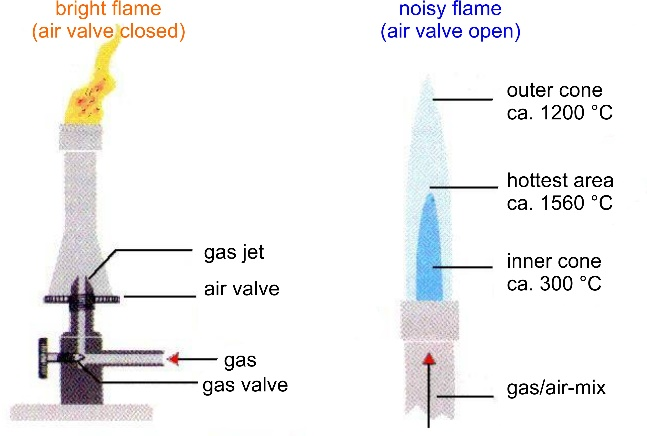 bright flame
(air valve closed)
gas jet
air valve
gas
gas valve
noisy flame
(air valve open)
outer cone
ca. 1200 °C
hottest area
ca. 1560 °C
inner cone
ca. 300 °C
gas/air-mix